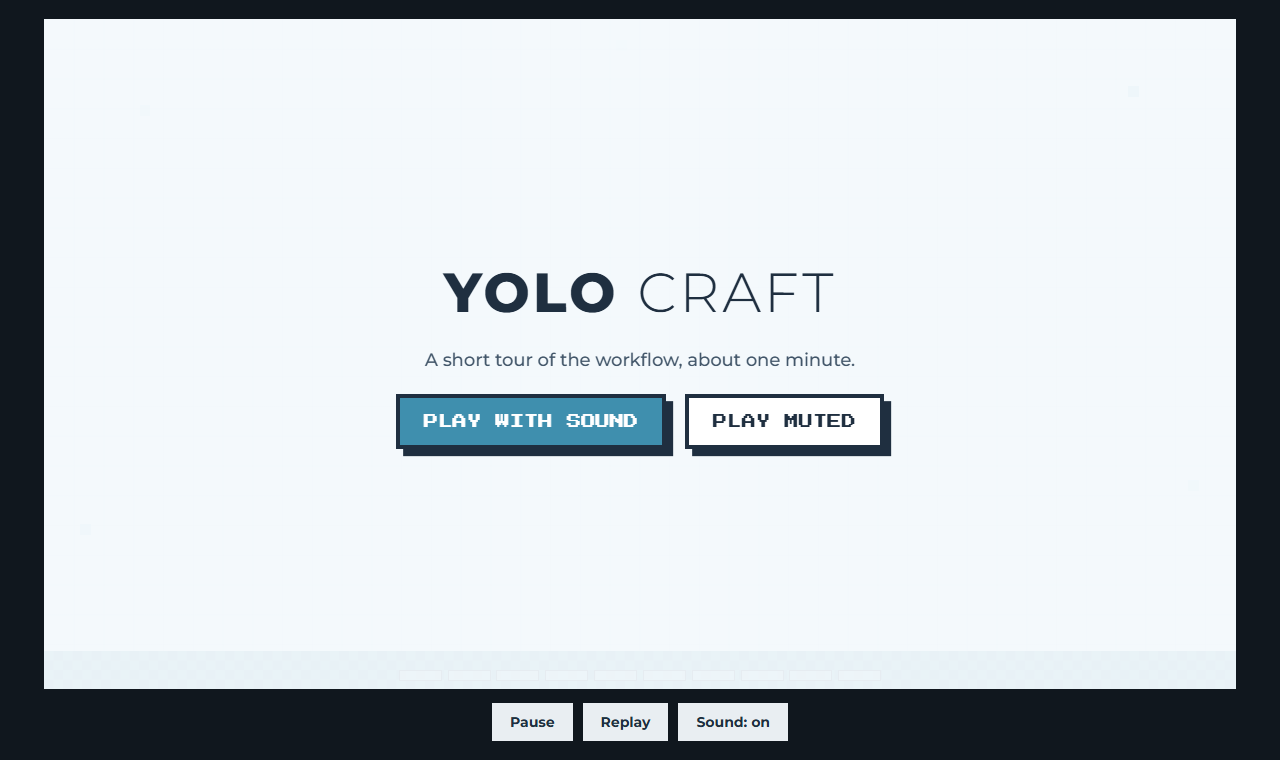 YOLO CRAFT
A short tour of the workflow, about one minute.
PLAY WITH SOUND PLAY MUTED
Pause Replay Sound: on